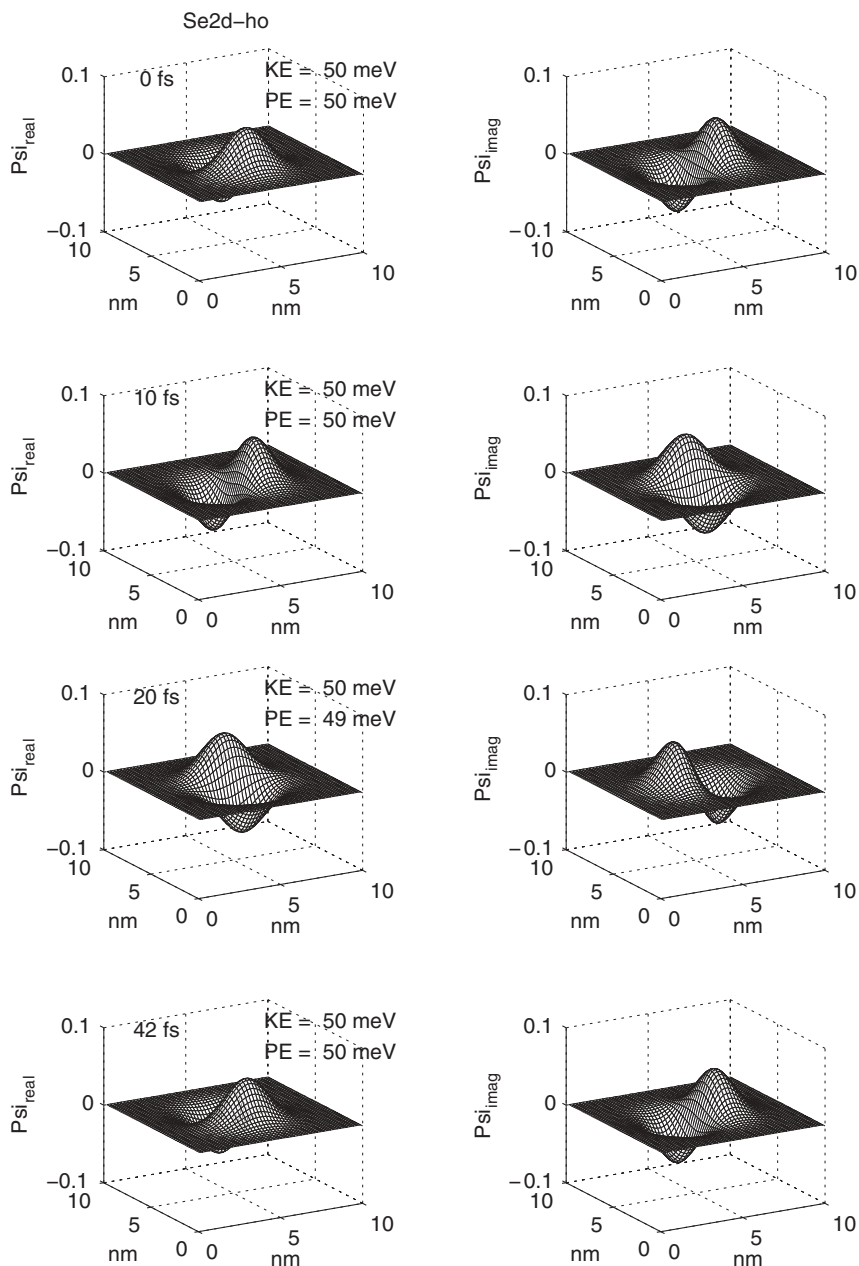 Se2d−ho
0.1
0 fs
KE = 50 meV
PE = 50 meV
Psi_real
0
−0.1
10
5
0
nm
0
5
10
nm
0.1
Psi_imag
0
−0.1
10
5
0
nm
0
5
10
nm
0.1
10 fs
KE = 50 meV
PE = 50 meV
Psi_real
0
−0.1
10
5
0
nm
0
5
10
nm
0.1
Psi_imag
0
−0.1
10
5
0
nm
0
5
10
nm
0.1
20 fs
KE = 50 meV
PE = 49 meV
Psi_real
0
−0.1
10
5
0
nm
0
5
10
nm
0.1
Psi_imag
0
−0.1
10
5
0
nm
0
5
10
nm
0.1
42 fs
KE = 50 meV
PE = 50 meV
Psi_real
0
−0.1
10
5
0
nm
0
5
10
nm
0.1
Psi_imag
0
−0.1
10
5
0
nm
0
5
10
nm